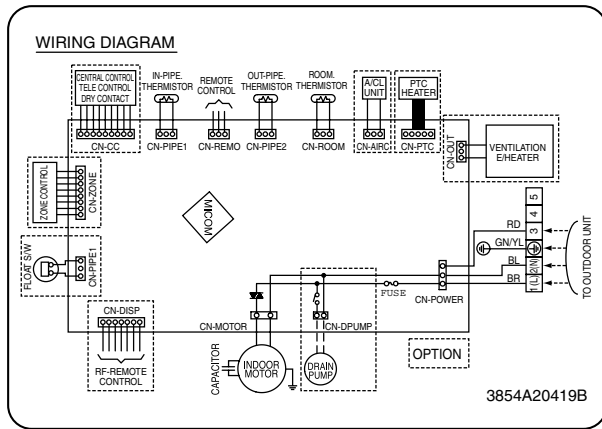 WIRING DIAGRAM
CENTRAL CONTROL
TELE CONTROL
DRY CONTACT
IN-PIPE.
THERMISTOR
REMOTE
CONTROL
OUT-PIPE.
THERMISTOR
ROOM.
THERMISTOR
A/CL
UNIT
PTC
HEATER
CN-CC
CN-PIPE1
CN-REMO
CN-PIPE2
CN-ROOM
CN-AIRC
CN-PTC
CN-OUT
VENTILATION
E/HEATER
ZONE CONTROL
CN-ZONE
MICOM
FLOAT S/W
CN-PIPE1
5
4
3
2(N)
1(L)
RD
GN/YL
BL
BR
TO OUTDOOR UNIT
FUSE
CN-POWER
CN-DISP
CN-MOTOR
CN-DPUMP
RF-REMOTE
CONTROL
CAPACITOR
INDOOR
MOTOR
DRAIN
PUMP
OPTION
3854A20419B